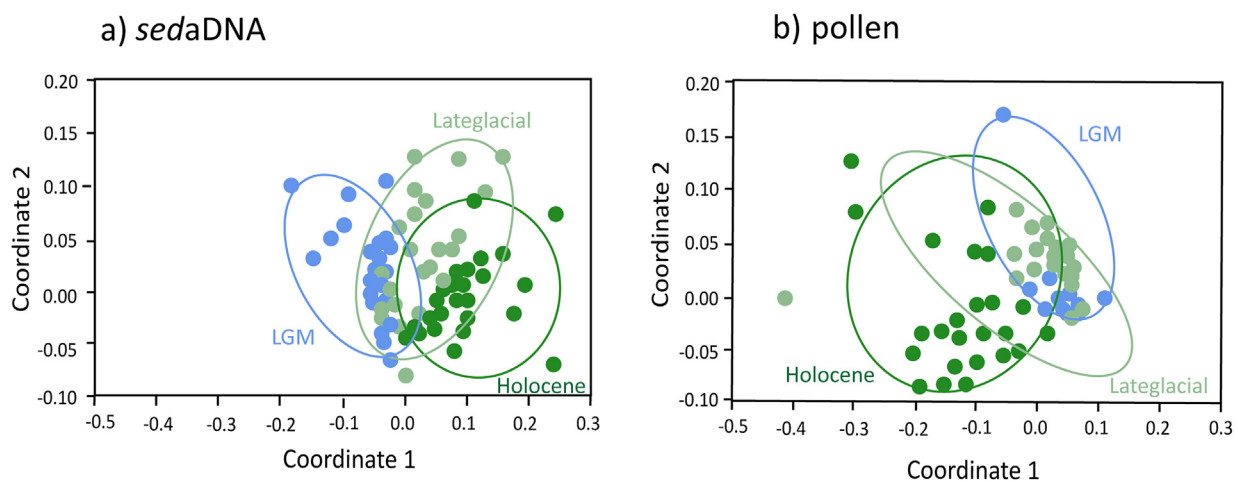 a) sedaDNA
0.20
0.15
0.10
0.05
0.00
-0.05
-0.10
Coordinate 2
Lateglacial
LGM
Holocene
-0.5
-0.4
-0.3
-0.2
-0.1
0.0
0.1
0.2
0.3
Coordinate 1
b) pollen
0.20
0.15
0.10
0.05
0.00
-0.05
-0.10
Coordinate 2
LGM
Holocene
Lateglacial
-0.5
-0.4
-0.3
-0.2
-0.1
0.0
0.1
0.2
0.3
Coordinate 1